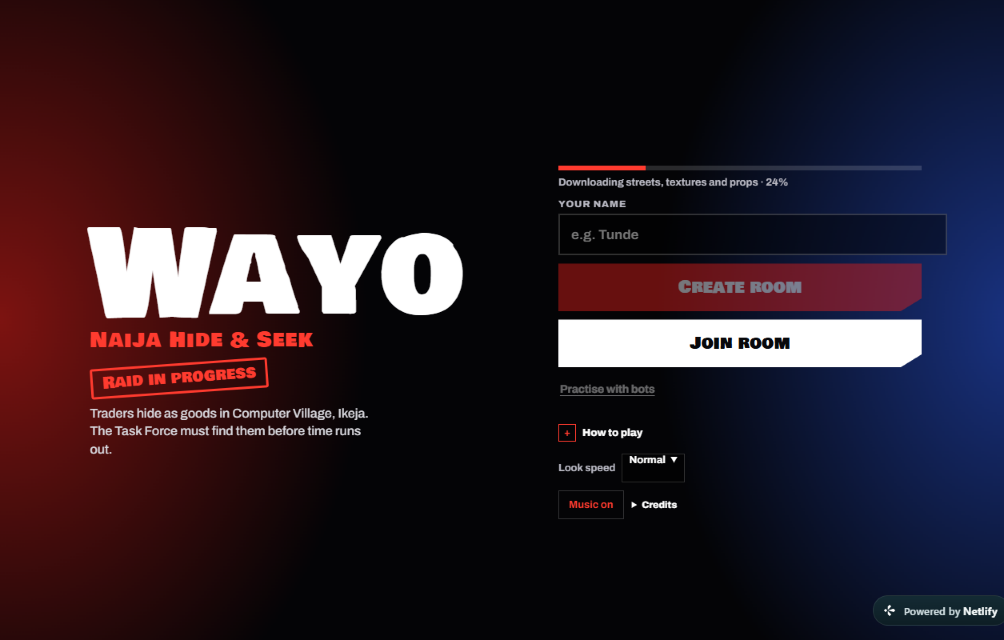 WAYO
NAIJA HIDE & SEEK
RAID IN PROGRESS
Traders hide as goods in Computer Village, Ikeja.
The Task Force must find them before time runs
out.
Downloading streets, textures and props · 24%
YOUR NAME
e.g. Tunde
CREATE ROOM
JOIN ROOM
Practise with bots
+ How to play
Look speed Normal ▼
Music on ▸ Credits
Powered by Netlify